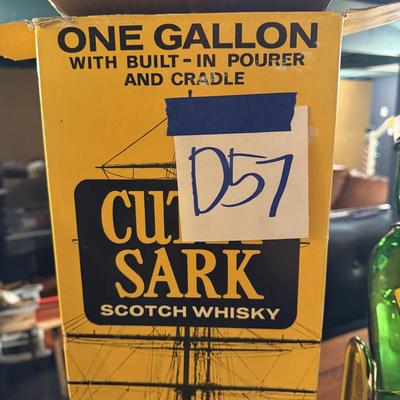 ONE GALLON
WITH BUILT-IN POURER
AND CRADLE
D57
SARK
SCOTCH WHISKY